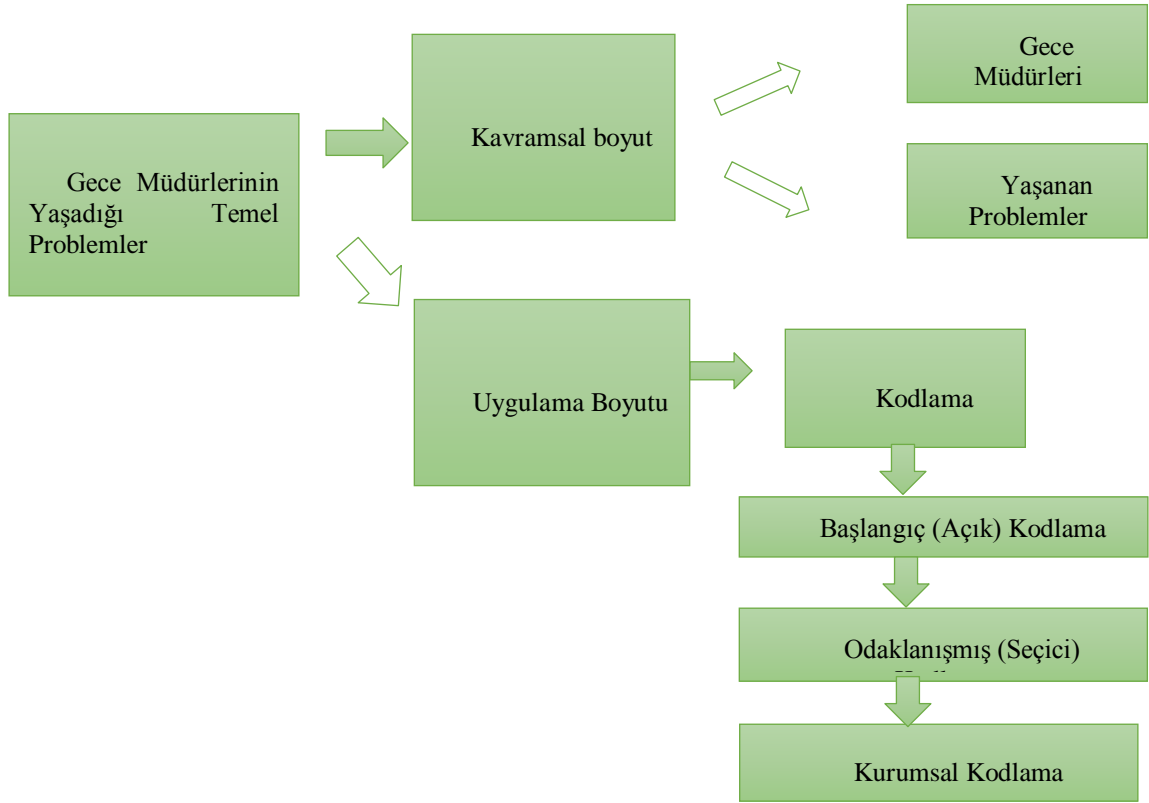 Gece Müdürlerinin
Yaşadığı Temel
Problemler
Kavramsal boyut
Gece
Müdürleri
Yaşanan
Problemler
Uygulama Boyutu
Kodlama
Başlangıç (Açık) Kodlama
Odaklanışmış (Seçici)
Kurumsal Kodlama